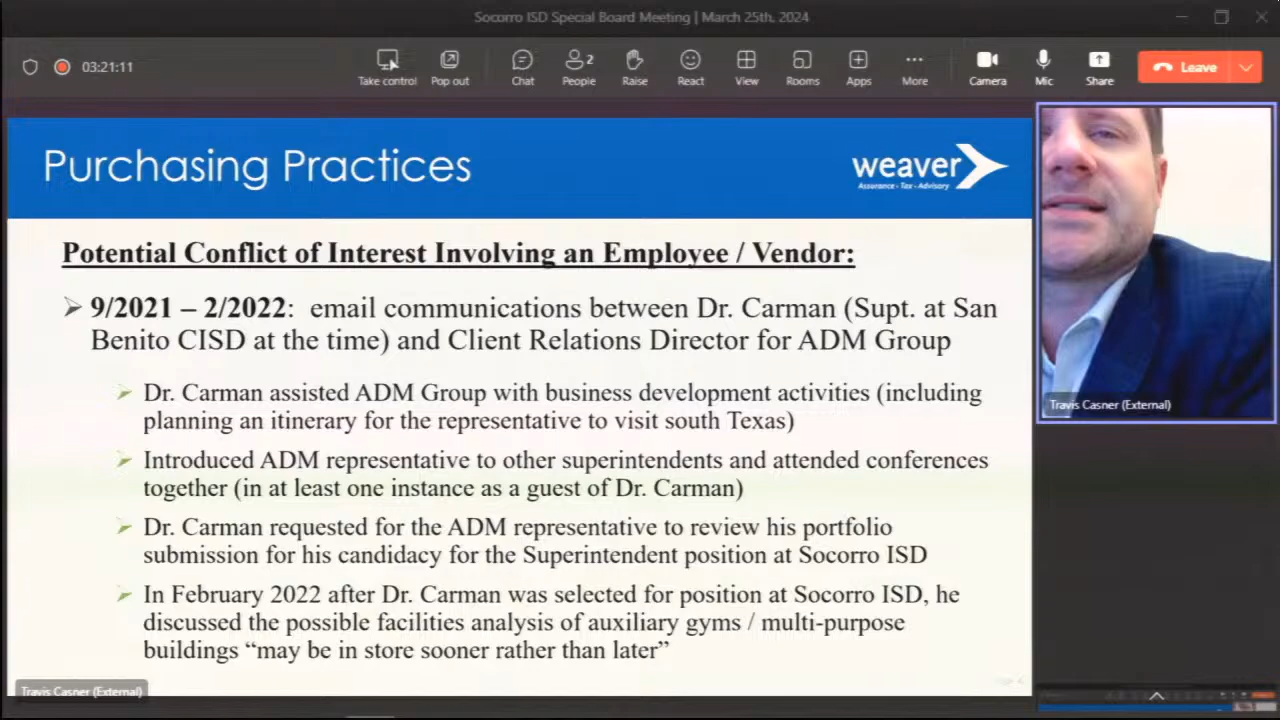 Socorro ISD Special Board Meeting | March 25th, 2024
03:21:11
Take control
Pop out
Chat
People
2
Raise
React
View
Rooms
Apps
More
Camera
Mic
Share
Leave
Purchasing Practices
weaver
Assurance · Tax · Advisory
Potential Conflict of Interest Involving an Employee / Vendor:
9/2021 – 2/2022: email communications between Dr. Carman (Supt. at San
Benito CISD at the time) and Client Relations Director for ADM Group
Dr. Carman assisted ADM Group with business development activities (including
planning an itinerary for the representative to visit south Texas)
Introduced ADM representative to other superintendents and attended conferences
together (in at least one instance as a guest of Dr. Carman)
Dr. Carman requested for the ADM representative to review his portfolio
submission for his candidacy for the Superintendent position at Socorro ISD
In February 2022 after Dr. Carman was selected for position at Socorro ISD, he
discussed the possible facilities analysis of auxiliary gyms / multi-purpose
buildings “may be in store sooner rather than later”
Travis Casner (External)
Travis Casner (External)